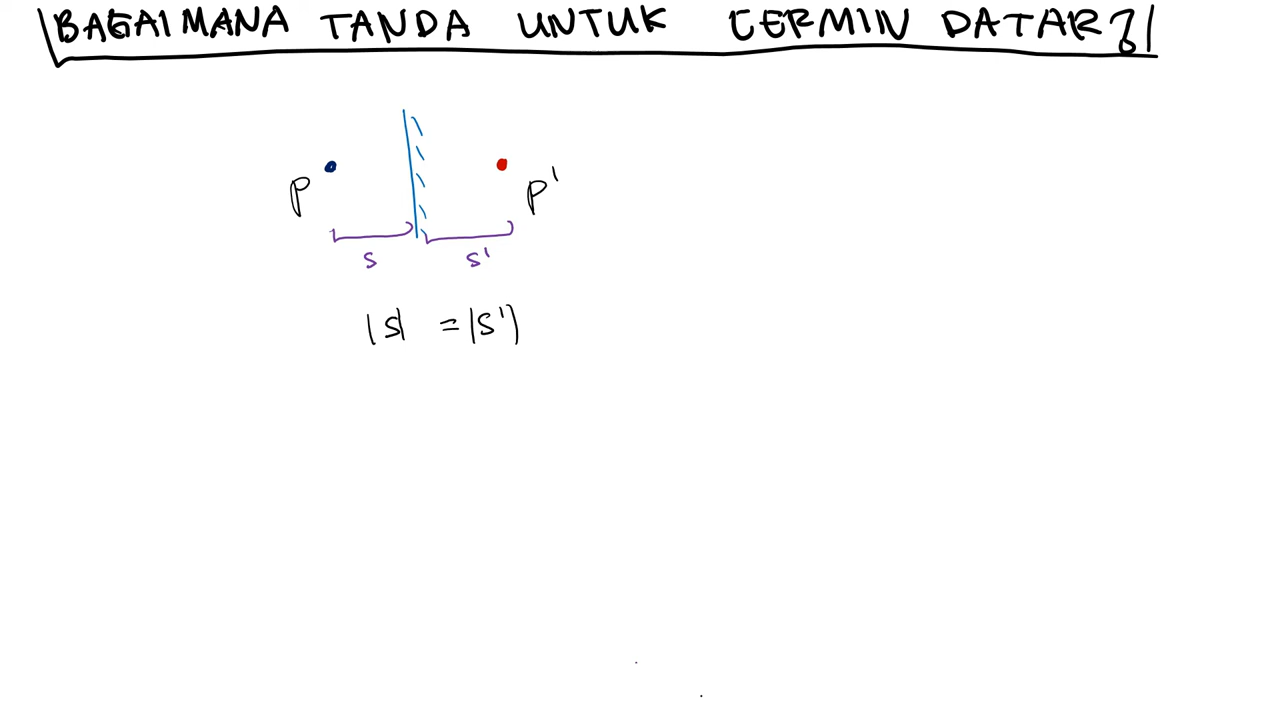 BAGAIMANA TANDA UNTUK CERMIN DATAR?
P
P'
s s'
|s| = |s'|